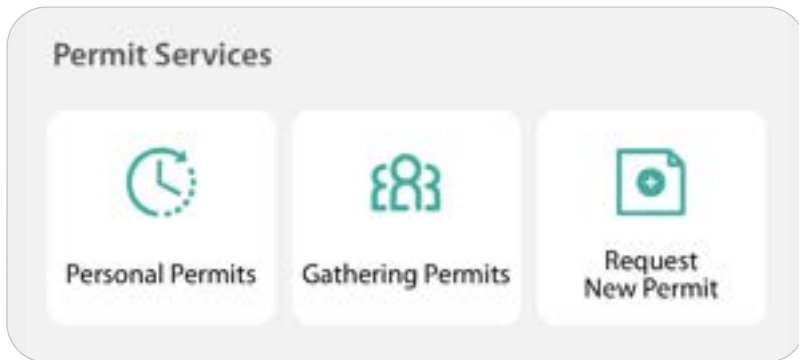 Permit Services
Personal Permits
Gathering Permits
Request
New Permit